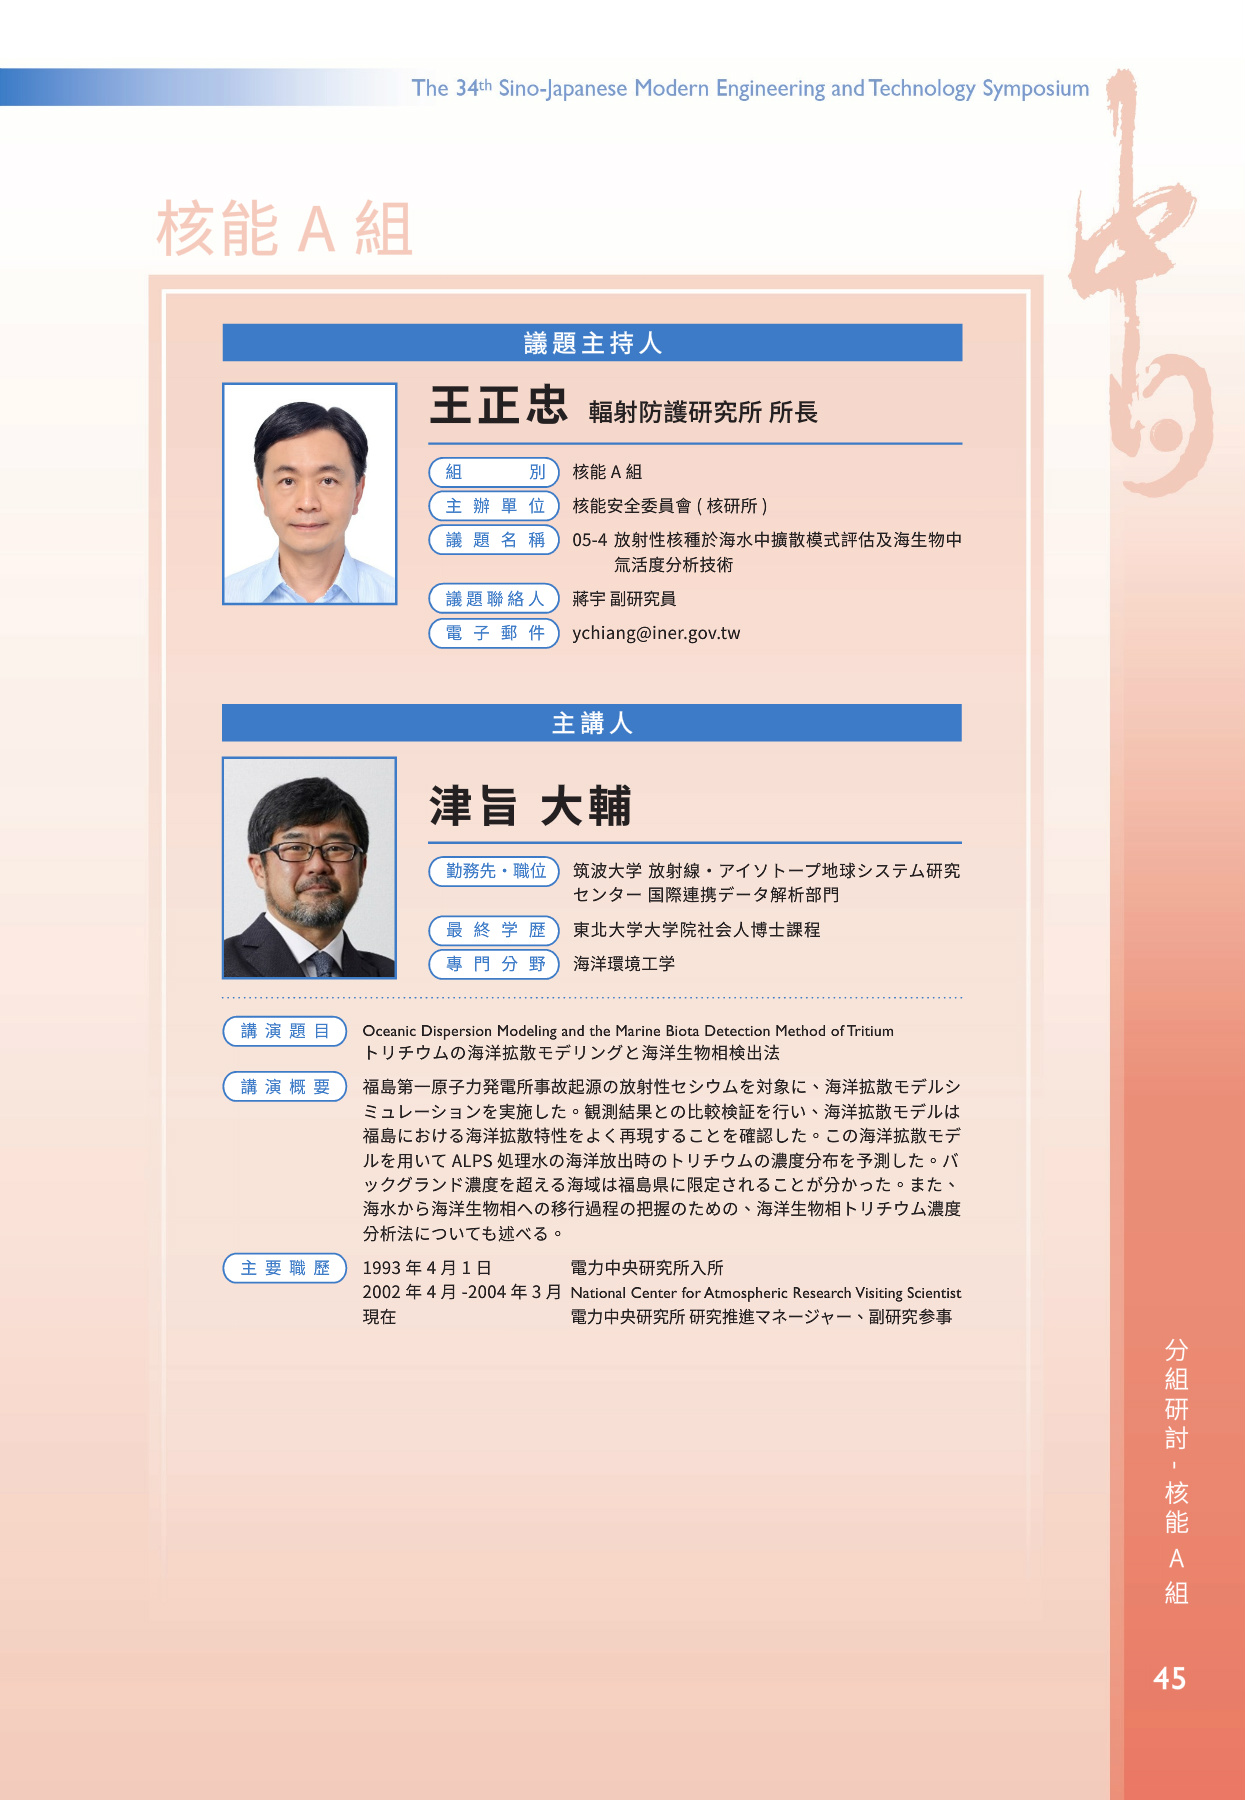 The 34th Sino-Japanese Modern Engineering and Technology Symposium
中日
核能 A 組
議題主持人
王正忠 輻射防護研究所 所長
組別 核能 A 組
主辦單位 核能安全委員會 ( 核研所 )
議題名稱 05-4 放射性核種於海水中擴散模式評估及海生物中
氚活度分析技術
議題聯絡人 蔣宇 副研究員
電子郵件 ychiang@iner.gov.tw
主講人
津旨 大輔
勤務先・職位 筑波大学 放射線・アイソトープ地球システム研究
センター 国際連携データ解析部門
最終学歴 東北大学大学院社会人博士課程
專門分野 海洋環境工学
講演題目 Oceanic Dispersion Modeling and the Marine Biota Detection Method of Tritium
トリチウムの海洋拡散モデリングと海洋生物相検出法
講演概要 福島第一原子力発電所事故起源の放射性セシウムを対象に、海洋拡散モデルシ
ミュレーションを実施した。観測結果との比較検証を行い、海洋拡散モデルは
福島における海洋拡散特性をよく再現することを確認した。この海洋拡散モデ
ルを用いて ALPS 処理水の海洋放出時のトリチウムの濃度分布を予測した。バ
ックグランド濃度を超える海域は福島県に限定されることが分かった。また、
海水から海洋生物相への移行過程の把握のための、海洋生物相トリチウム濃度
分析法についても述べる。
主要職歷 1993 年 4 月 1 日 電力中央研究所入所
2002 年 4 月 -2004 年 3 月 National Center for Atmospheric Research Visiting Scientist
現在 電力中央研究所 研究推進マネージャー、副研究参事
分組研討-核能A組
45